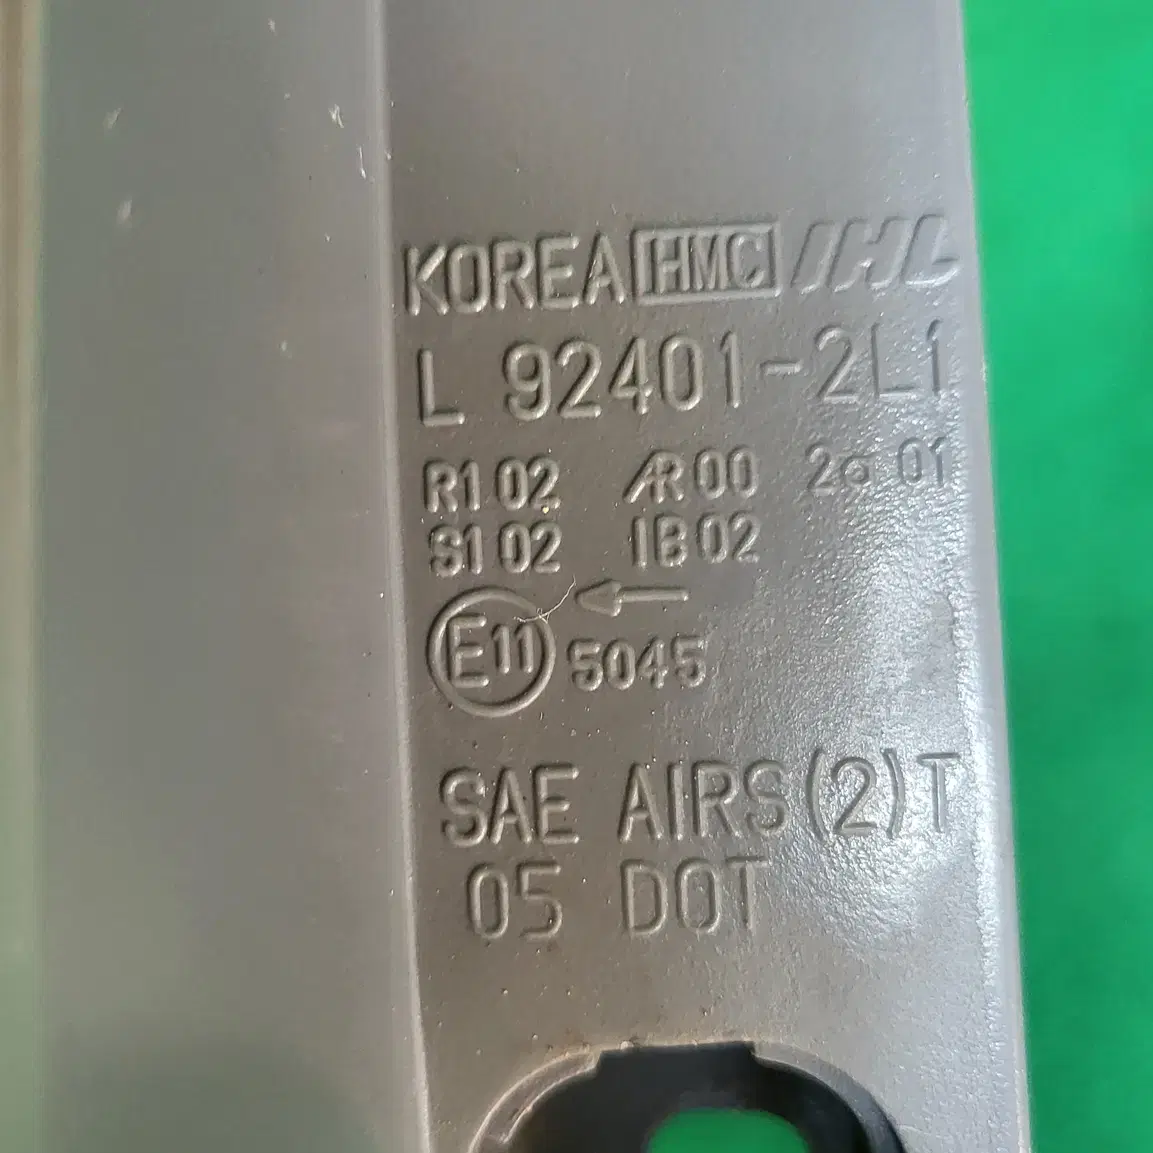 KOREA HMC IHL
L 92401-2L1
R1 02 AR 00 2a 01
S1 02 IB 02
←
E11 5045
SAE AIRS(2)T
05 DOT